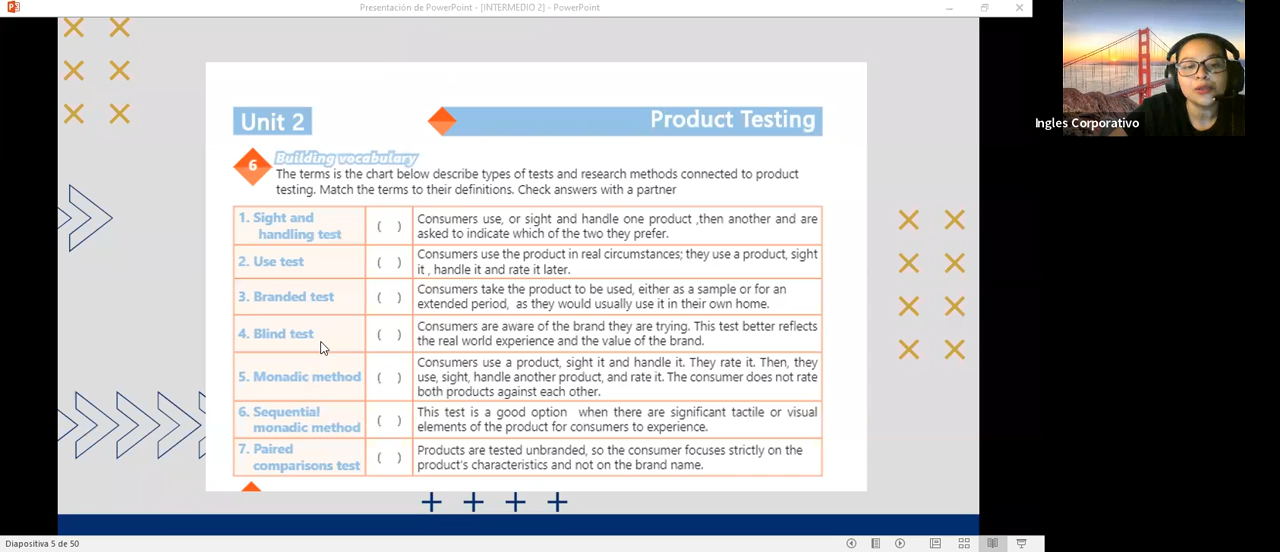 Presentación de PowerPoint - [INTERMEDIO 2] - PowerPoint
Ingles Corporativo
Unit 2
Product Testing
6
Building vocabulary
The terms is the chart below describe types of tests and research methods connected to product
testing. Match the terms to their definitions. Check answers with a partner
1. Sight and
handling test
( )
Consumers use, or sight and handle one product ,then another and are
asked to indicate which of the two they prefer.
2. Use test
( )
Consumers use the product in real circumstances; they use a product, sight
it , handle it and rate it later.
3. Branded test
( )
Consumers take the product to be used, either as a sample or for an
extended period, as they would usually use it in their own home.
4. Blind test
( )
Consumers are aware of the brand they are trying. This test better reflects
the real world experience and the value of the brand.
5. Monadic method
( )
Consumers use a product, sight it and handle it. They rate it. Then, they
use, sight, handle another product, and rate it. The consumer does not rate
both products against each other.
6. Sequential
monadic method
( )
This test is a good option when there are significant tactile or visual
elements of the product for consumers to experience.
7. Paired
comparisons test
( )
Products are tested unbranded, so the consumer focuses strictly on the
product's characteristics and not on the brand name.
Diapositiva 5 de 50